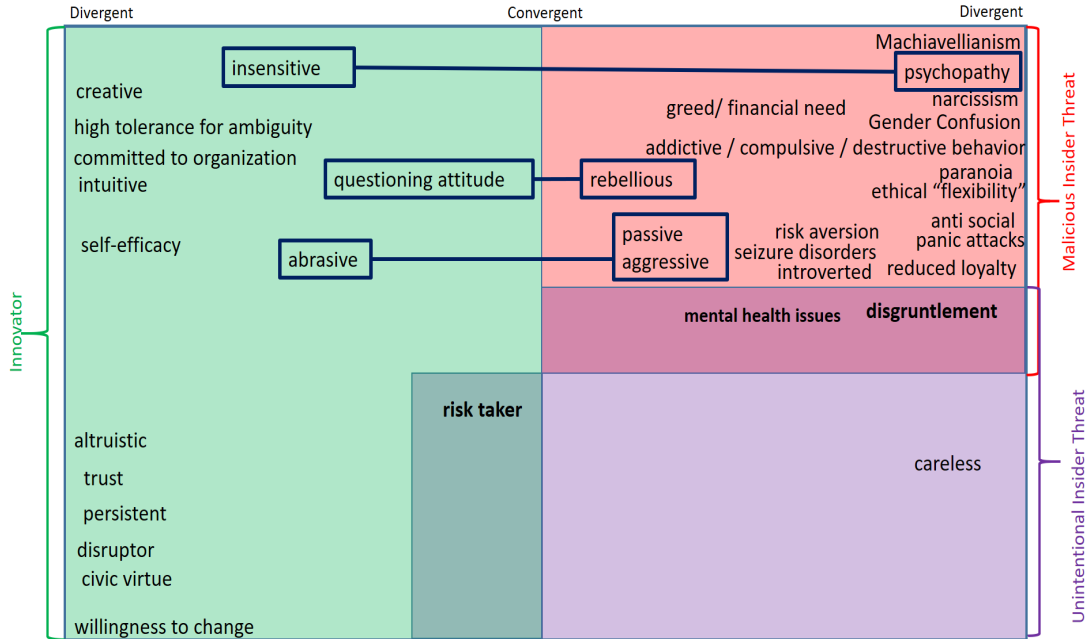 Divergent
Convergent
Divergent
Innovator
insensitive
creative
high tolerance for ambiguity
committed to organization
intuitive
questioning attitude
self-efficacy
abrasive
altruistic
trust
persistent
disruptor
civic virtue
willingness to change
risk taker
Machiavellianism
psychopathy
narcissism
greed/ financial need
Gender Confusion
addictive / compulsive / destructive behavior
paranoia
rebellious
ethical “flexibility”
passive
aggressive
anti social
risk aversion
panic attacks
seizure disorders
introverted
reduced loyalty
mental health issues
disgruntlement
careless
Malicious Insider Threat
Unintentional Insider Threat